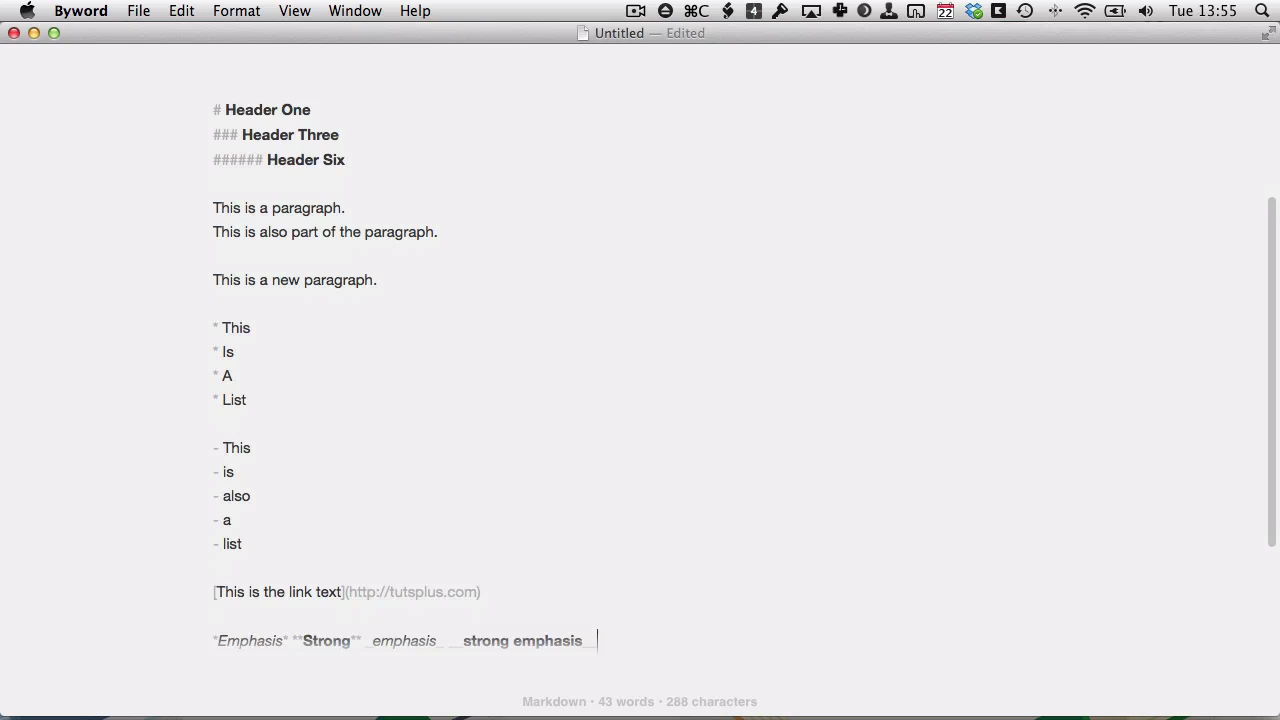 Byword File Edit Format View Window Help ⌘C 22 Tue 13:55
Untitled — Edited
# Header One
### Header Three
###### Header Six
This is a paragraph.
This is also part of the paragraph.
This is a new paragraph.
* This
* Is
* A
* List
- This
- is
- also
- a
- list
[This is the link text](http://tutsplus.com)
*Emphasis* **Strong** _emphasis_ __strong emphasis__
Markdown · 43 words · 288 characters